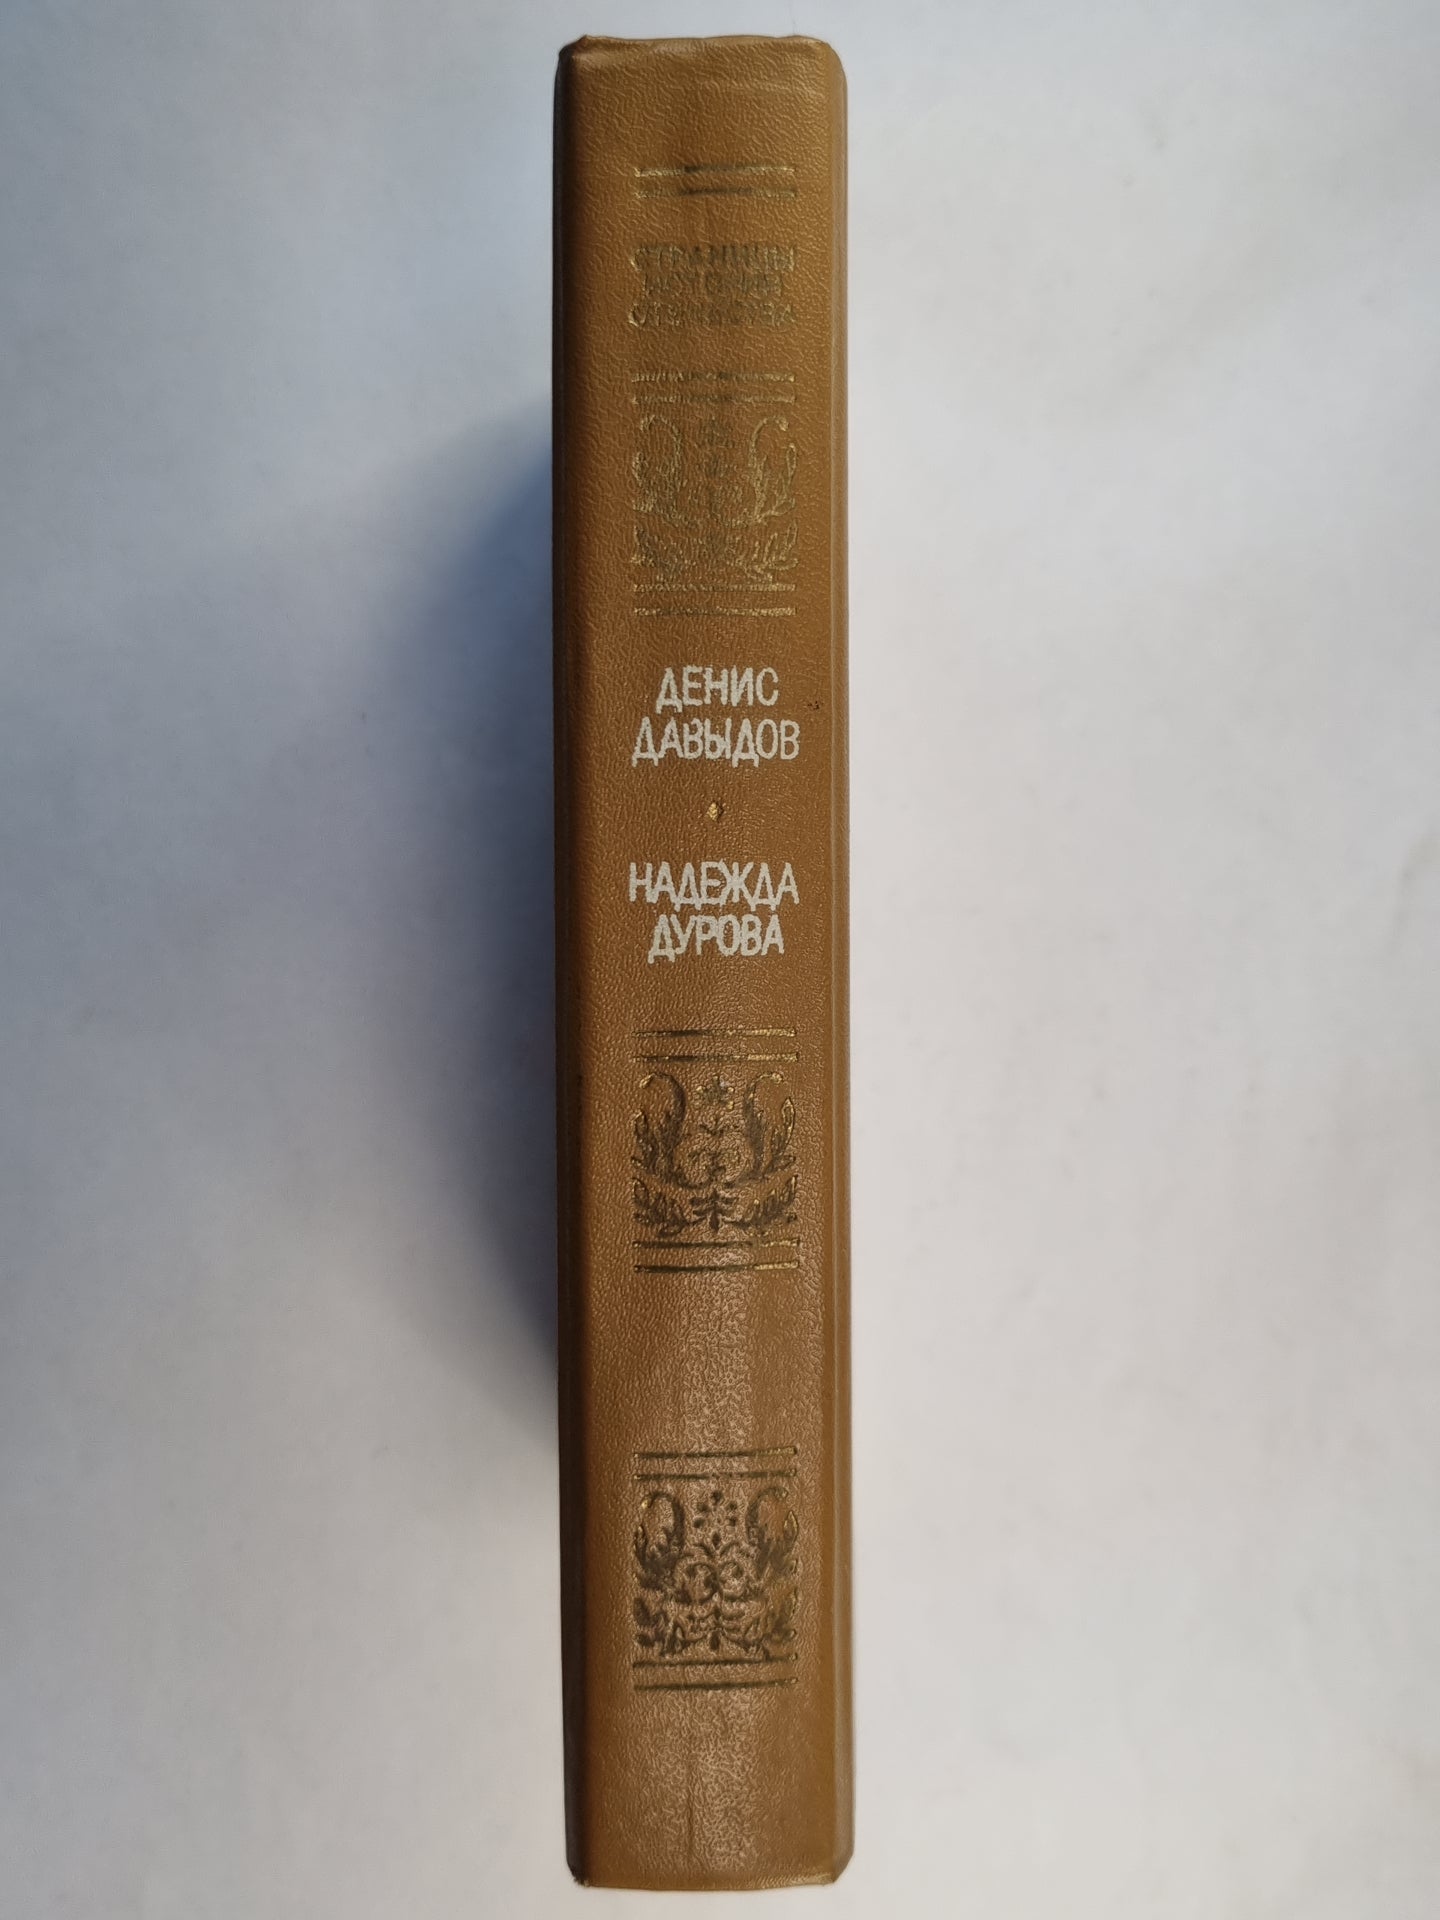 СТРАНИЦЫ
ИСТОРИИ
ОТЕЧЕСТВА
ДЕНИС
ДАВЫДОВ
НАДЕЖДА
ДУРОВА